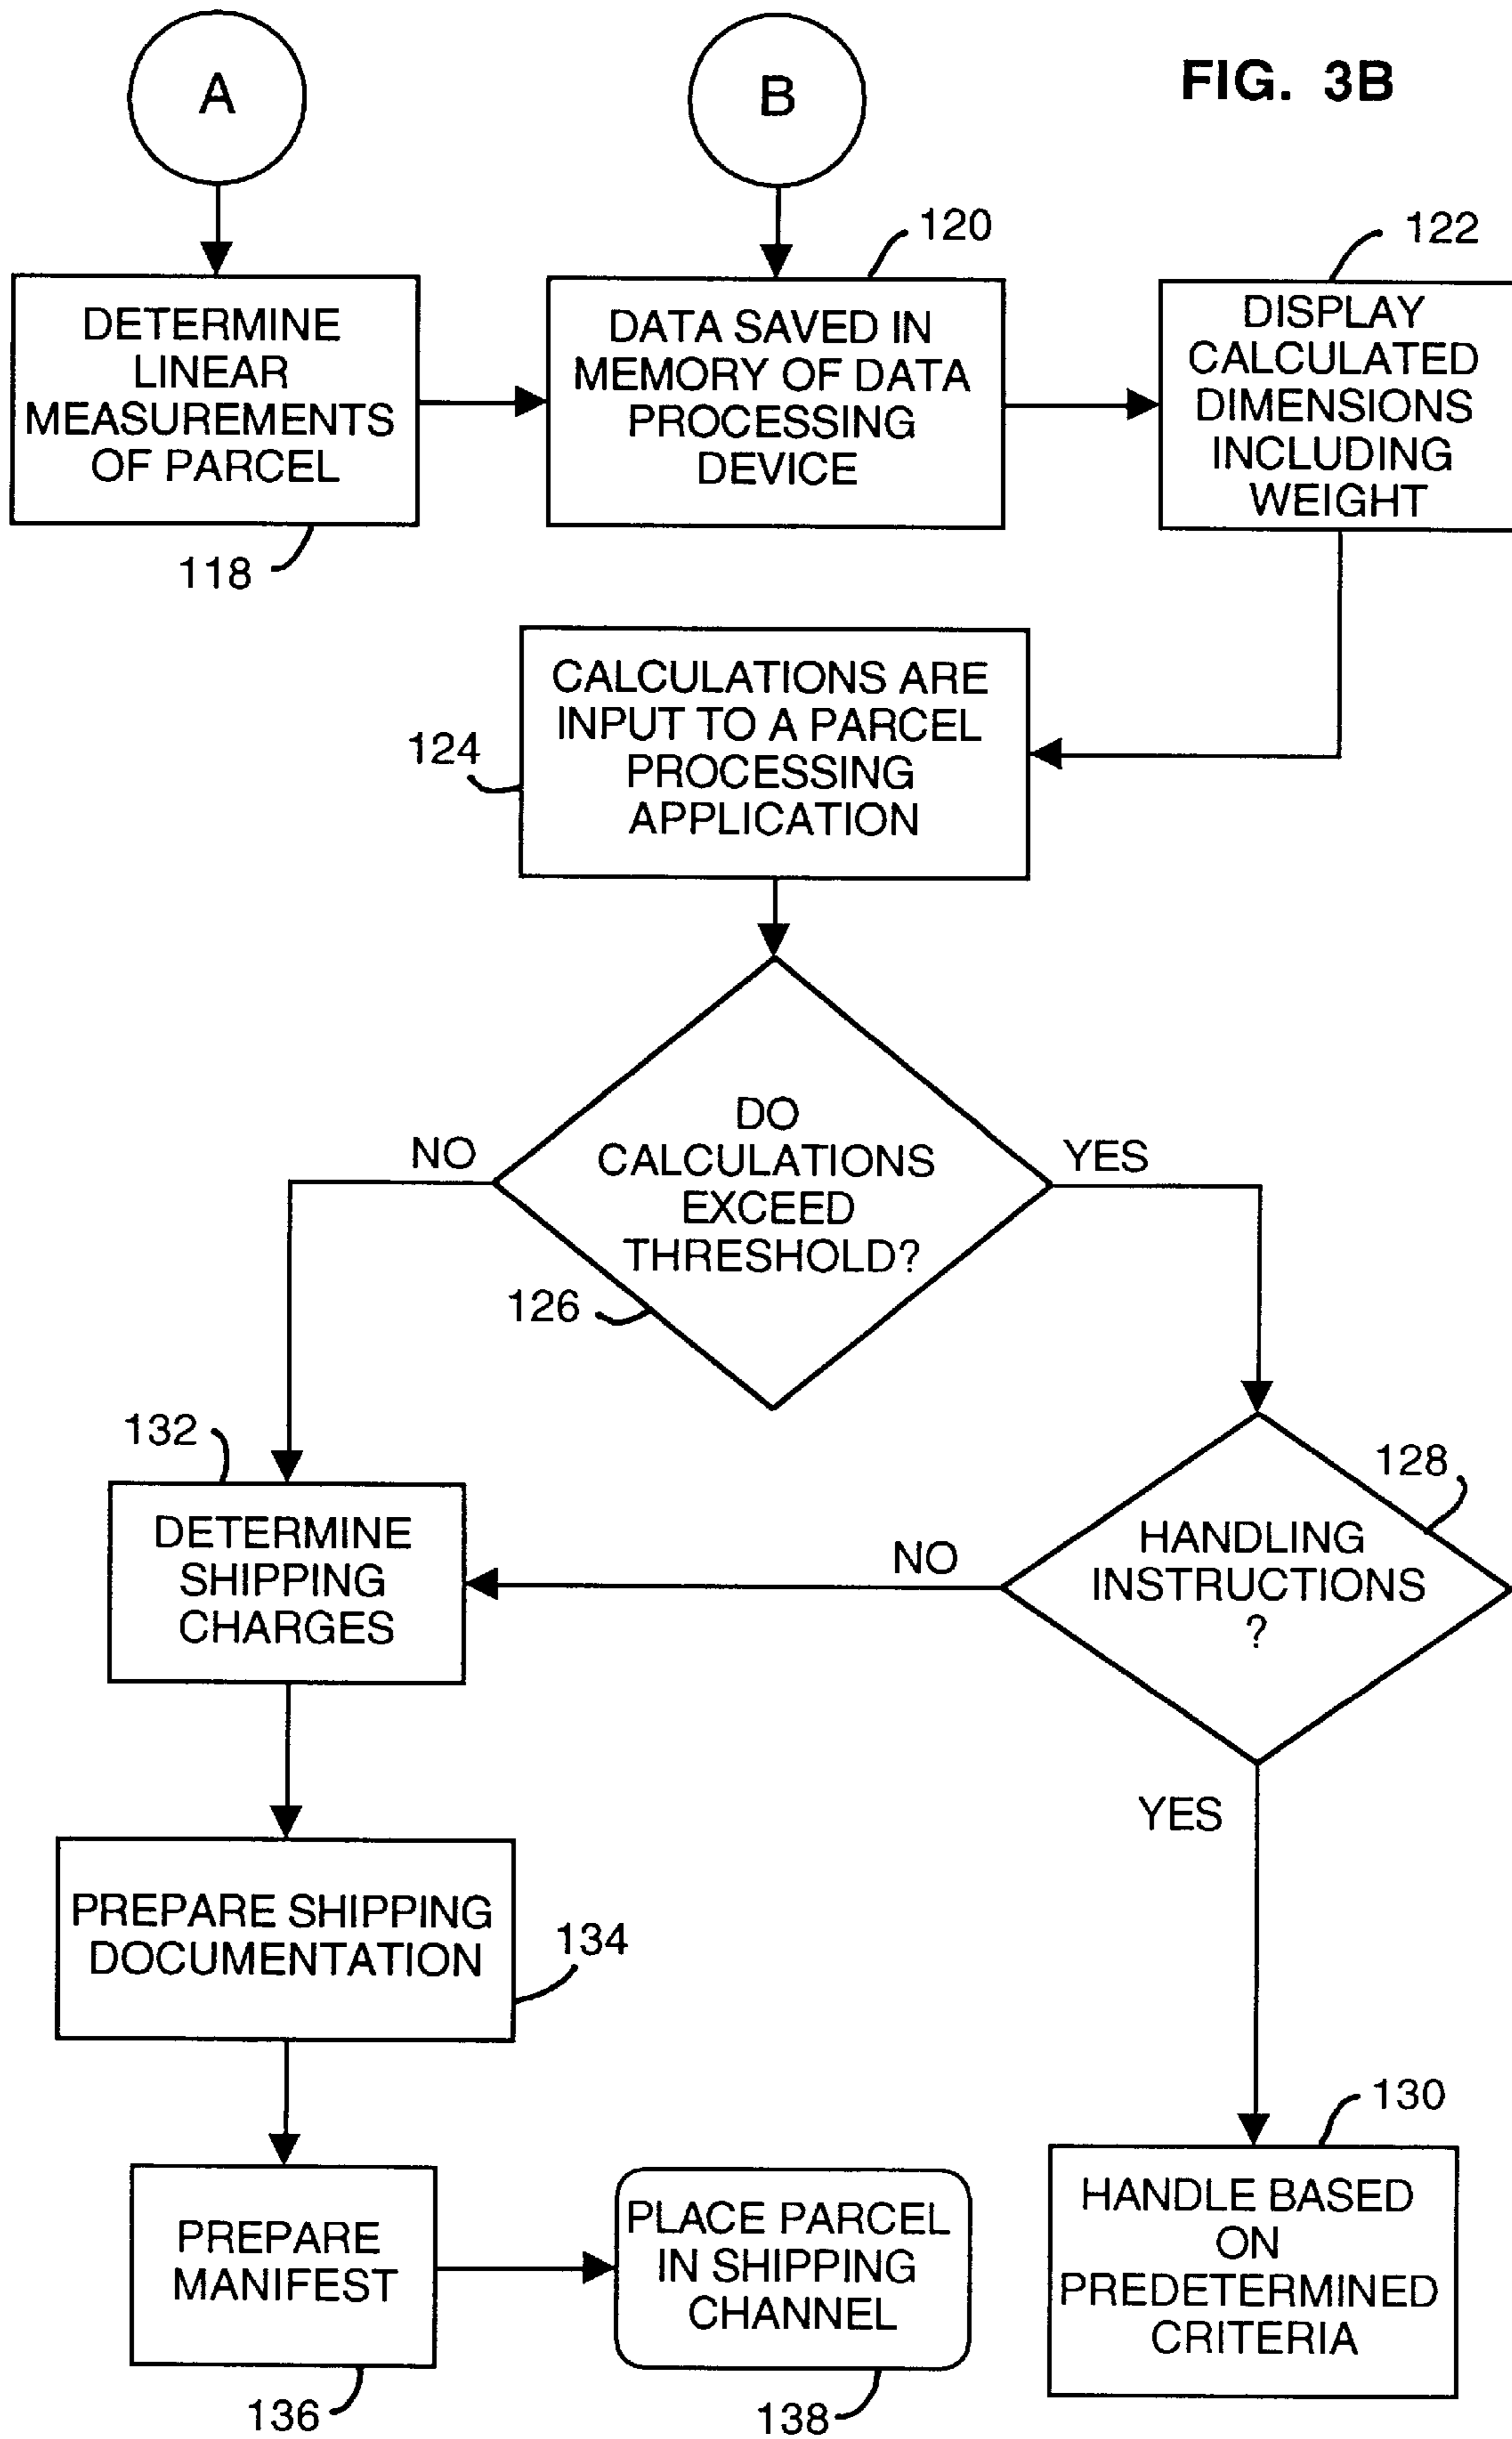 A
B
FIG. 3B
120
122
DETERMINE
LINEAR
MEASUREMENTS
OF PARCEL
118
DATA SAVED IN
MEMORY OF DATA
PROCESSING
DEVICE
DISPLAY
CALCULATED
DIMENSIONS
INCLUDING
WEIGHT
124
CALCULATIONS ARE
INPUT TO A PARCEL
PROCESSING
APPLICATION
NO
DO
CALCULATIONS
EXCEED
THRESHOLD?
YES
126
132
128
DETERMINE
SHIPPING
CHARGES
NO
HANDLING
INSTRUCTIONS
?
YES
PREPARE SHIPPING
DOCUMENTATION
134
130
PREPARE
MANIFEST
136
PLACE PARCEL
IN SHIPPING
CHANNEL
138
HANDLE BASED
ON
PREDETERMINED
CRITERIA